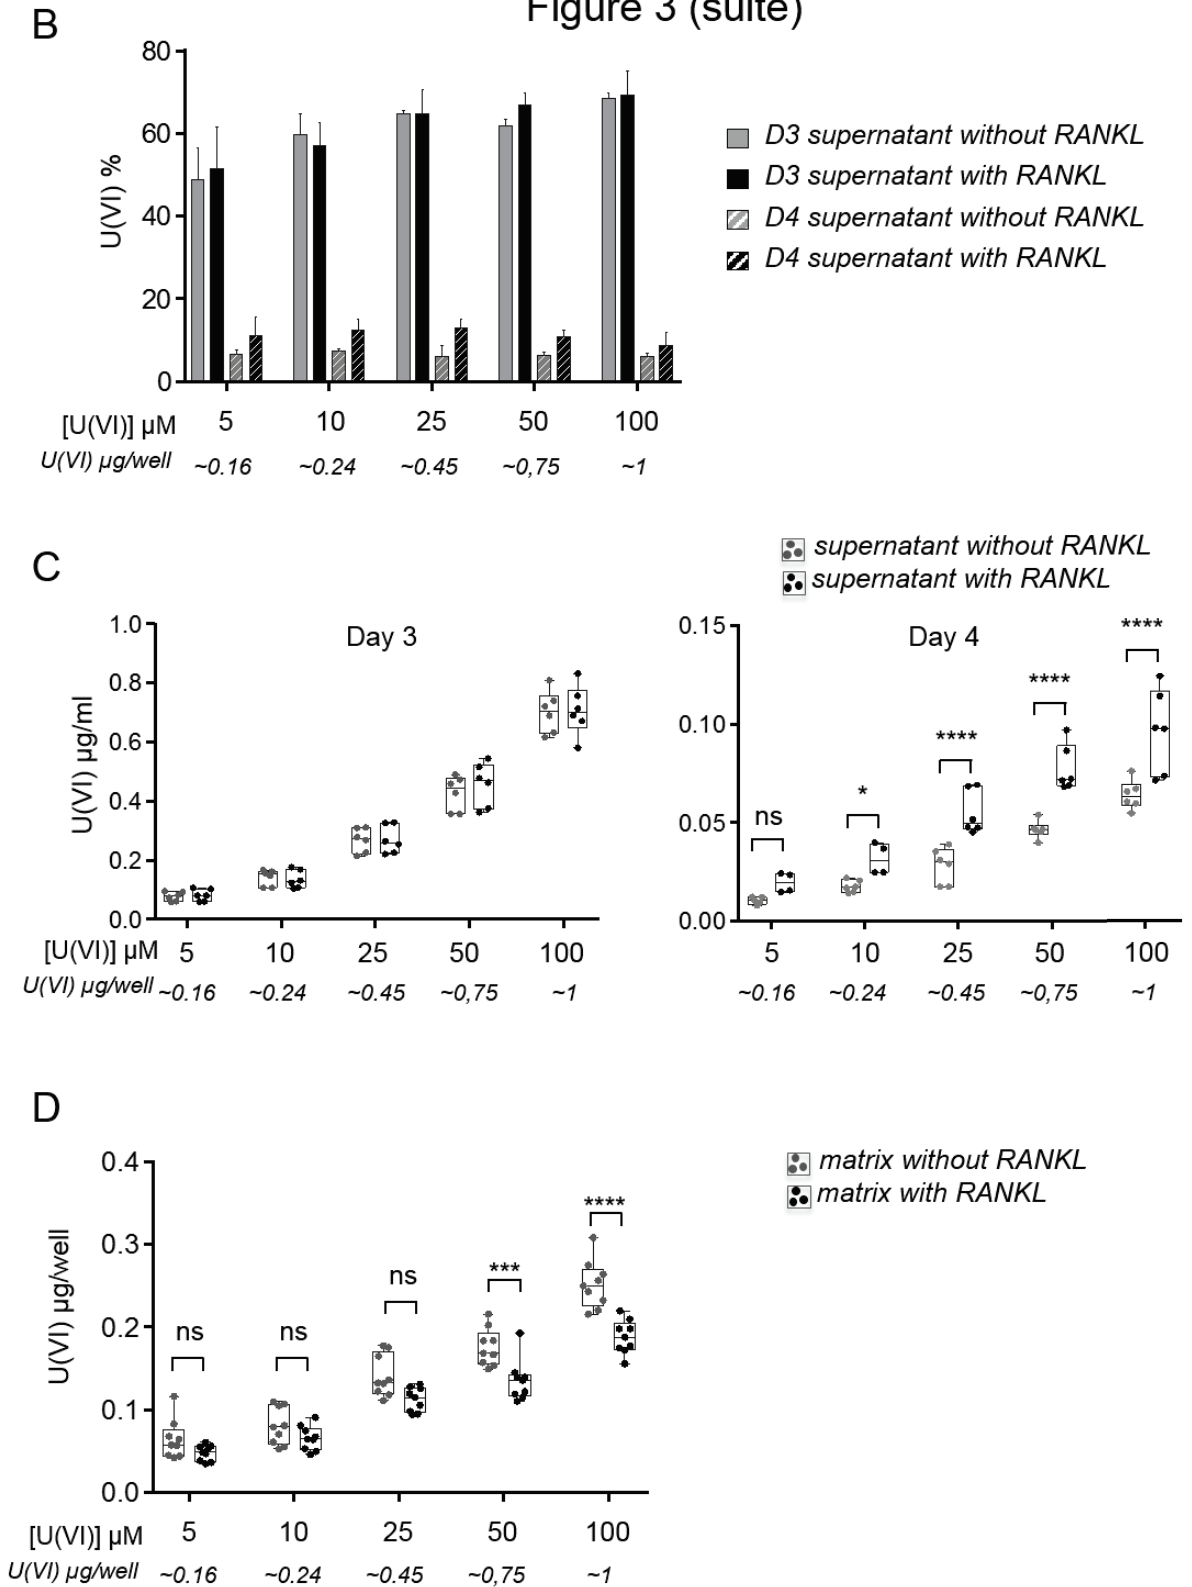 Figure 3 (suite)
B
80
60
40
20
0
U(VI) %
D3 supernatant without RANKL
D3 supernatant with RANKL
D4 supernatant without RANKL
D4 supernatant with RANKL
[U(VI)] µM 5 10 25 50 100
U(VI) µg/well ~0.16 ~0.24 ~0.45 ~0,75 ~1
C
supernatant without RANKL
supernatant with RANKL
Day 3
1.0
0.8
0.6
0.4
0.2
0.0
U(VI) µg/ml
[U(VI)] µM 5 10 25 50 100
U(VI) µg/well ~0.16 ~0.24 ~0.45 ~0,75 ~1
Day 4
0.15
0.10
0.05
0.00
ns * **** **** ****
5 10 25 50 100
~0.16 ~0.24 ~0.45 ~0,75 ~1
D
matrix without RANKL
matrix with RANKL
0.4
0.3
0.2
0.1
0.0
U(VI) µg/well
ns ns ns *** ****
[U(VI)] µM 5 10 25 50 100
U(VI) µg/well ~0.16 ~0.24 ~0.45 ~0,75 ~1